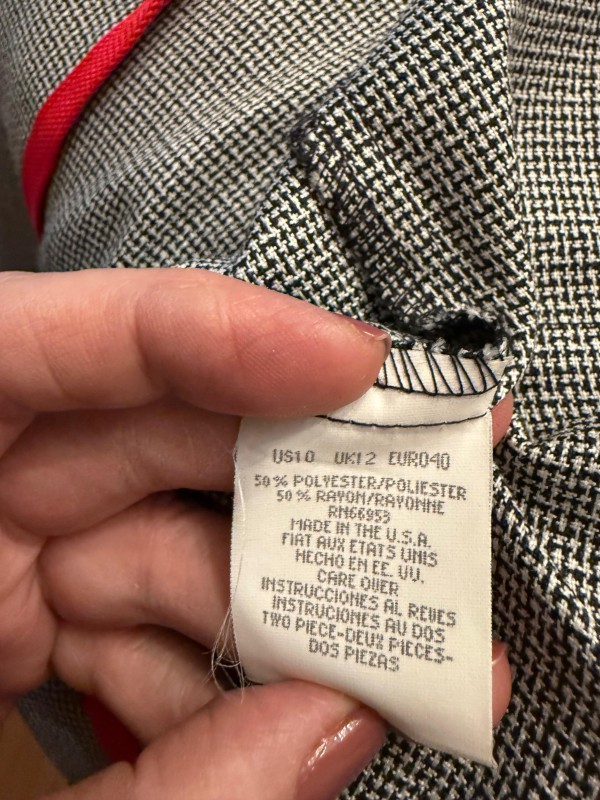 US10 UK12 EURO40
50% POLYESTER/POLIESTER
50% RAYON/RAYONNE
RN66953
MADE IN THE U.S.A.
FIAT AUX ETATS UNIS
HECHO EN EE. UU.
CARE OVER
INSTRUCCIONES AL REVES
INSTRUCIONES AU DOS
TWO PIECE-DEUX PIECES-
DOS PIEZAS